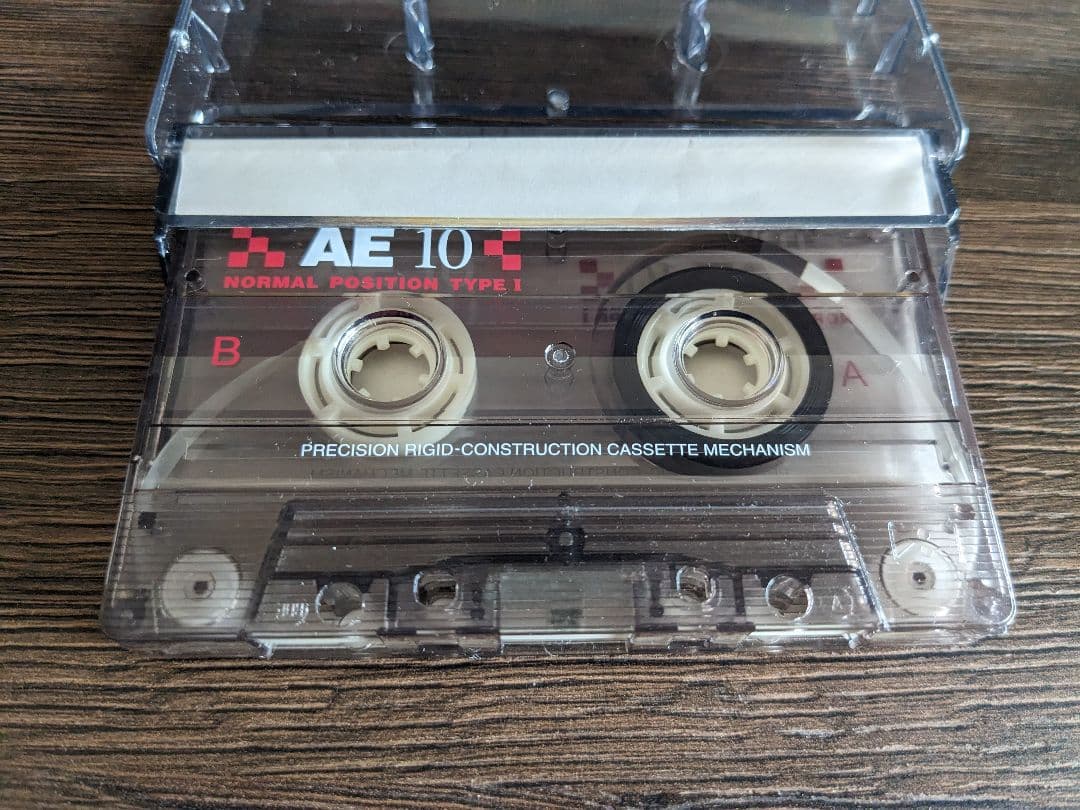 AE 10
NORMAL POSITION TYPE I
B
A
PRECISION RIGID-CONSTRUCTION CASSETTE MECHANISM